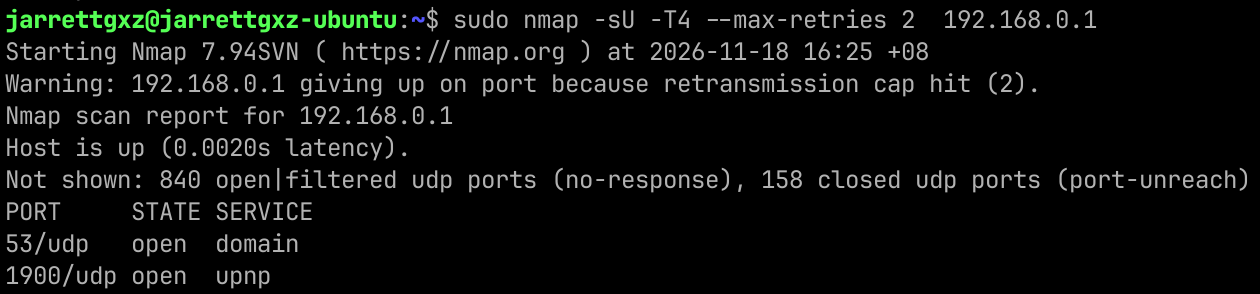 jarrettgxz@jarrettgxz-ubuntu:~$ sudo nmap -sU -T4 --max-retries 2  192.168.0.1
Starting Nmap 7.94SVN ( https://nmap.org ) at 2026-11-18 16:25 +08
Warning: 192.168.0.1 giving up on port because retransmission cap hit (2).
Nmap scan report for 192.168.0.1
Host is up (0.0020s latency).
Not shown: 840 open|filtered udp ports (no-response), 158 closed udp ports (port-unreach)
PORT     STATE SERVICE
53/udp   open  domain
1900/udp open  upnp